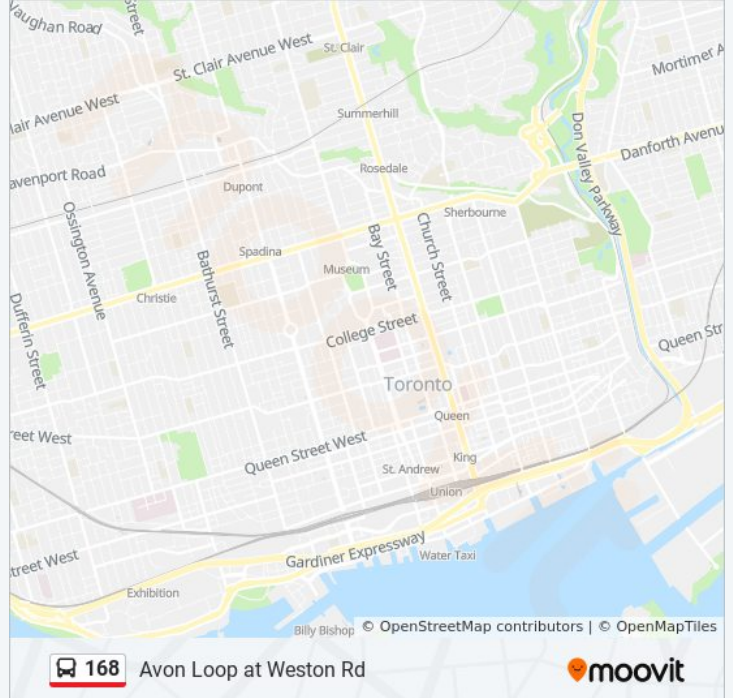 Vaughan Road
Street
St. Clair Avenue West
St. Clair
Mortimer A
lair Avenue West
Summerhill
Don Valley Parkway
Danforth Avenu
avenport Road
Rosedale
Dupont
Sherbourne
Ossington Avenue
Bay Street
Church Street
Bathurst Street
Spadina
Museum
Christie
Dufferin Street
College Street
Queen Str
Toronto
Queen
reet West
Queen Street West
King
St. Andrew
Union
Gardiner Expressway
Water Taxi
treet West
Exhibition
Billy Bishop
© OpenStreetMap contributors | © OpenMapTiles
168 Avon Loop at Weston Rd
moovit